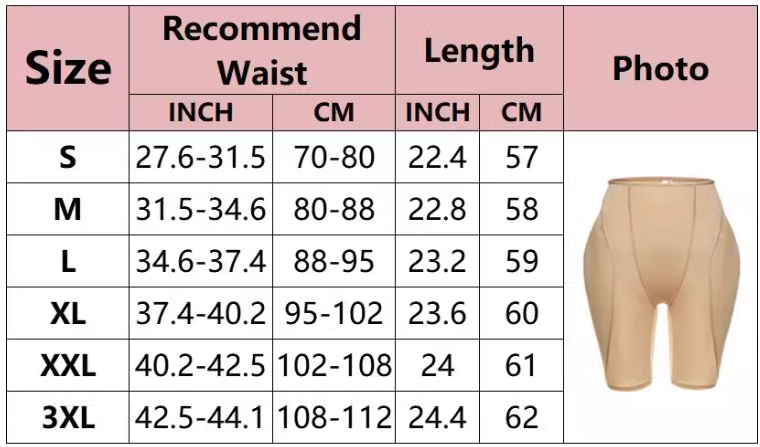 Size Recommend Waist Length Photo
INCH CM INCH CM
S 27.6-31.5 70-80 22.4 57
M 31.5-34.6 80-88 22.8 58
L 34.6-37.4 88-95 23.2 59
XL 37.4-40.2 95-102 23.6 60
XXL 40.2-42.5 102-108 24 61
3XL 42.5-44.1 108-112 24.4 62